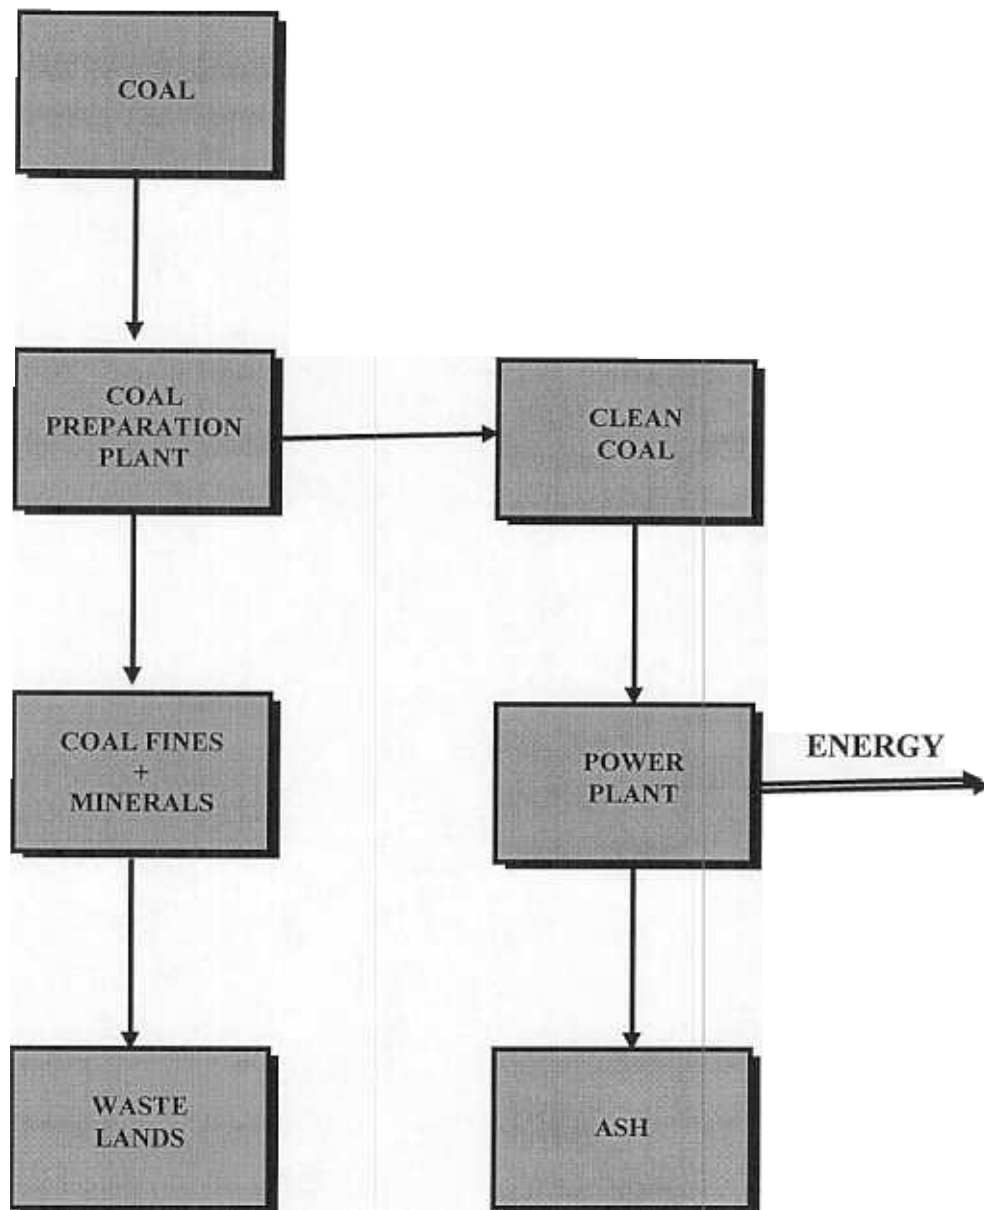 COAL
COAL
PREPARATION
PLANT
CLEAN
COAL
COAL FINES
+
MINERALS
POWER
PLANT
ENERGY
WASTE
LANDS
ASH